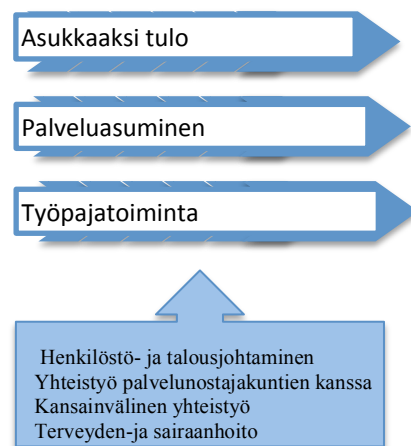 Asukkaaksi tulo
Palveluasuminen
Työpajatoiminta
Henkilöstö- ja talousjohtaminen
Yhteistyö palvelunostajakuntien kanssa
Kansainvälinen yhteistyö
Terveyden-ja sairaanhoito